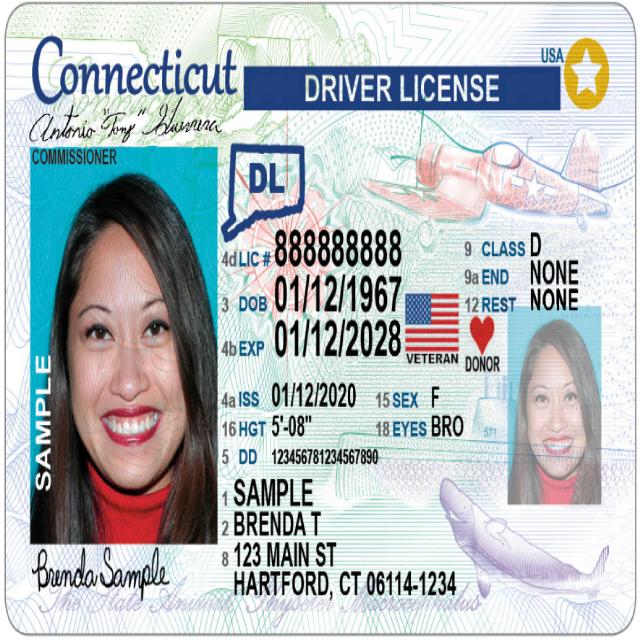 Connecticut
DRIVER LICENSE
USA
Antonio "Tony" Guerrera
COMMISSIONER
DL
4d LIC # 888888888
9 CLASS D
9a END NONE
3 DOB 01/12/1967
12 REST NONE
4b EXP 01/12/2028
VETERAN
DONOR
4a ISS 01/12/2020
15 SEX F
16 HGT 5'-08"
18 EYES BRO
571
5 DD 123456781234567890
SAMPLE
1 SAMPLE
2 BRENDA T
8 123 MAIN ST
HARTFORD, CT 06114-1234
Brenda Sample
The State Animal, Physeter Macrocephalus